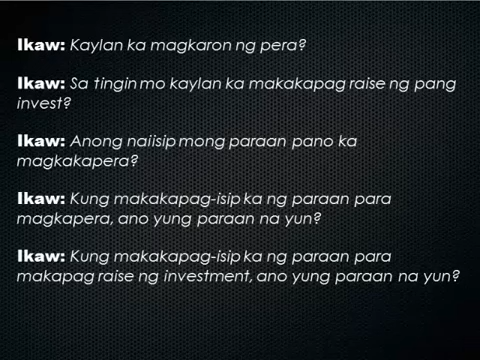 Ikaw: Kaylan ka magkaron ng pera?
Ikaw: Sa tingin mo kaylan ka makakapag raise ng pang
invest?
Ikaw: Anong naiisip mong paraan pano ka
magkakapera?
Ikaw: Kung makakapag-isip ka ng paraan para
magkapera, ano yung paraan na yun?
Ikaw: Kung makakapag-isip ka ng paraan para
makapag raise ng investment, ano yung paraan na yun?